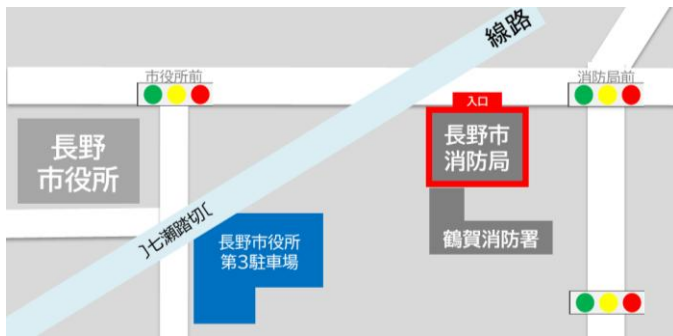 線路
市役所前
消防局前
入口
長野
市役所
長野市
消防局
〕七瀬踏切〔
長野市役所
第3駐車場
鶴賀消防署